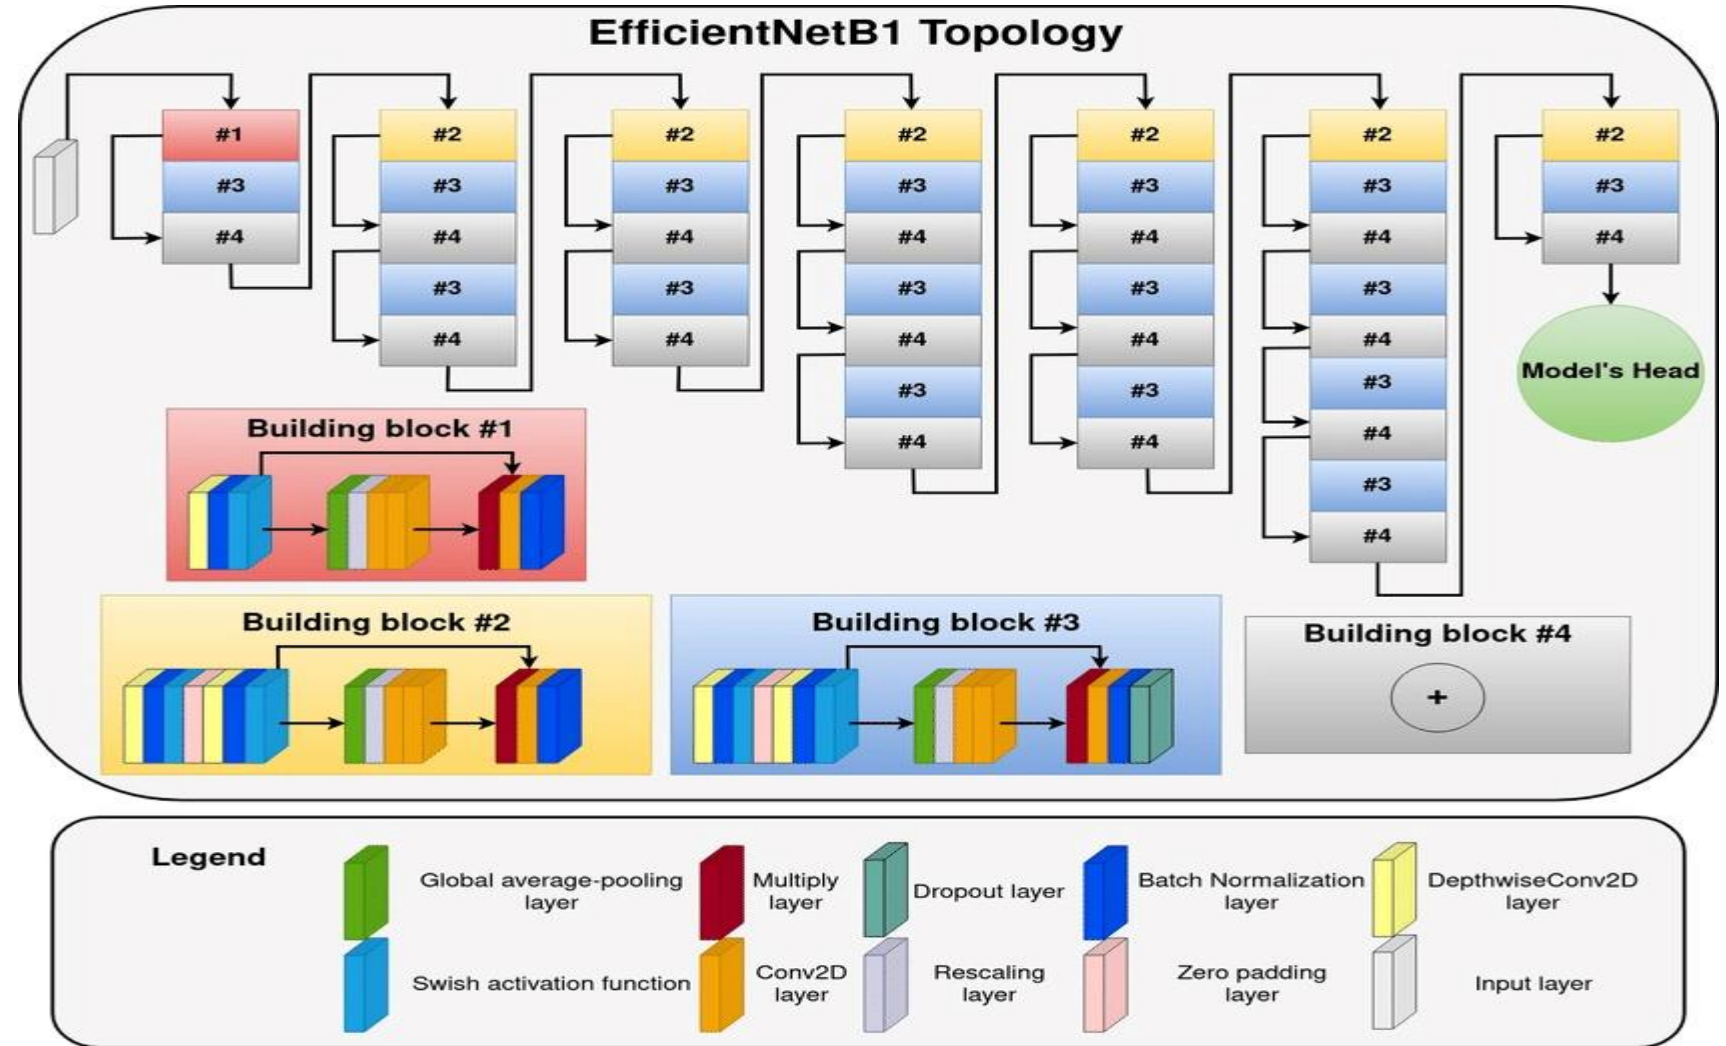 EfficientNetB1 Topology
#1
#3
#4
#2
#3
#4
#3
#4
#2
#3
#4
#3
#4
#2
#3
#4
#3
#4
#3
#4
#2
#3
#4
#3
#4
#3
#4
#2
#3
#4
#3
#4
#3
#4
#3
#4
#2
#3
#4
Model's Head
Building block #1
Building block #2
Building block #3
Building block #4
+
Legend
Global average-pooling
layer
Multiply
layer
Dropout layer
Batch Normalization
layer
DepthwiseConv2D
layer
Swish activation function
Conv2D
layer
Rescaling
layer
Zero padding
layer
Input layer